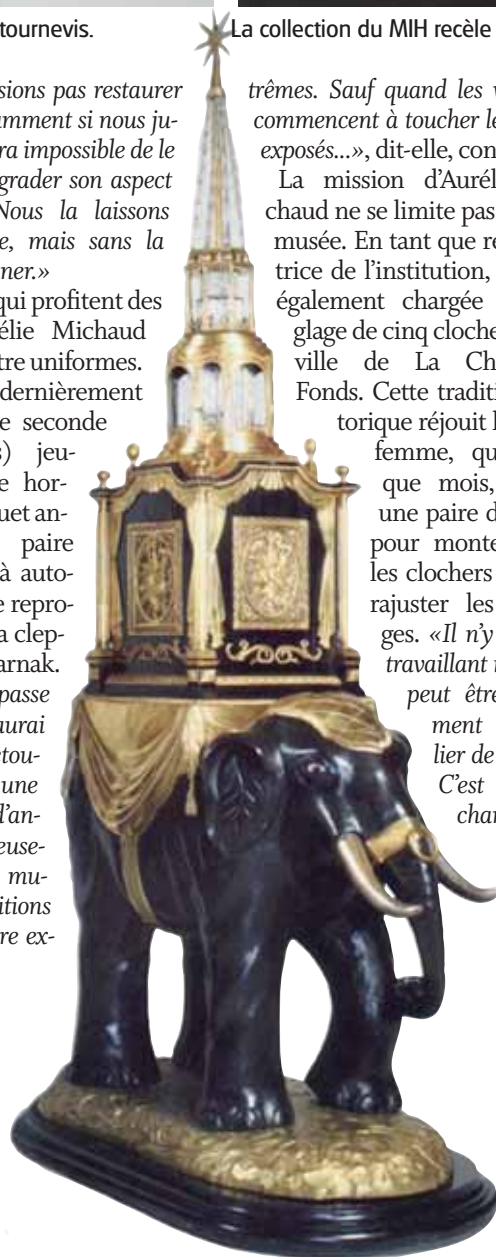 tournevis.
sions pas restaurer
mment si nous ju-
ra impossible de le
grader son aspect
Nous la laissons
e, mais sans la
ner.»
qui profitent des
élie Michaud
tre uniformes.
dernièrement
e seconde
s) jeu-
e hor-
uet an-
paire
à auto-
e repro-
a clep-
arnak.
passe
aurai
etou-
une
d'an-
euse-
mu-
itions
re ex-
La collection du MIH recèle
trêmes. Sauf quand les
commencent à toucher le
exposés...», dit-elle, con
La mission d'Aurél
chaud ne se limite pas
musée. En tant que re
trice de l'institution,
également chargée
glage de cinq cloche
ville de La Ch
Fonds. Cette traditi
torique réjouit
femme, qu
que mois,
une paire d
pour monte
les clochers
rajuster les
ges. «Il n'y
travaillant
peut être
ment
lier de
C'est
char